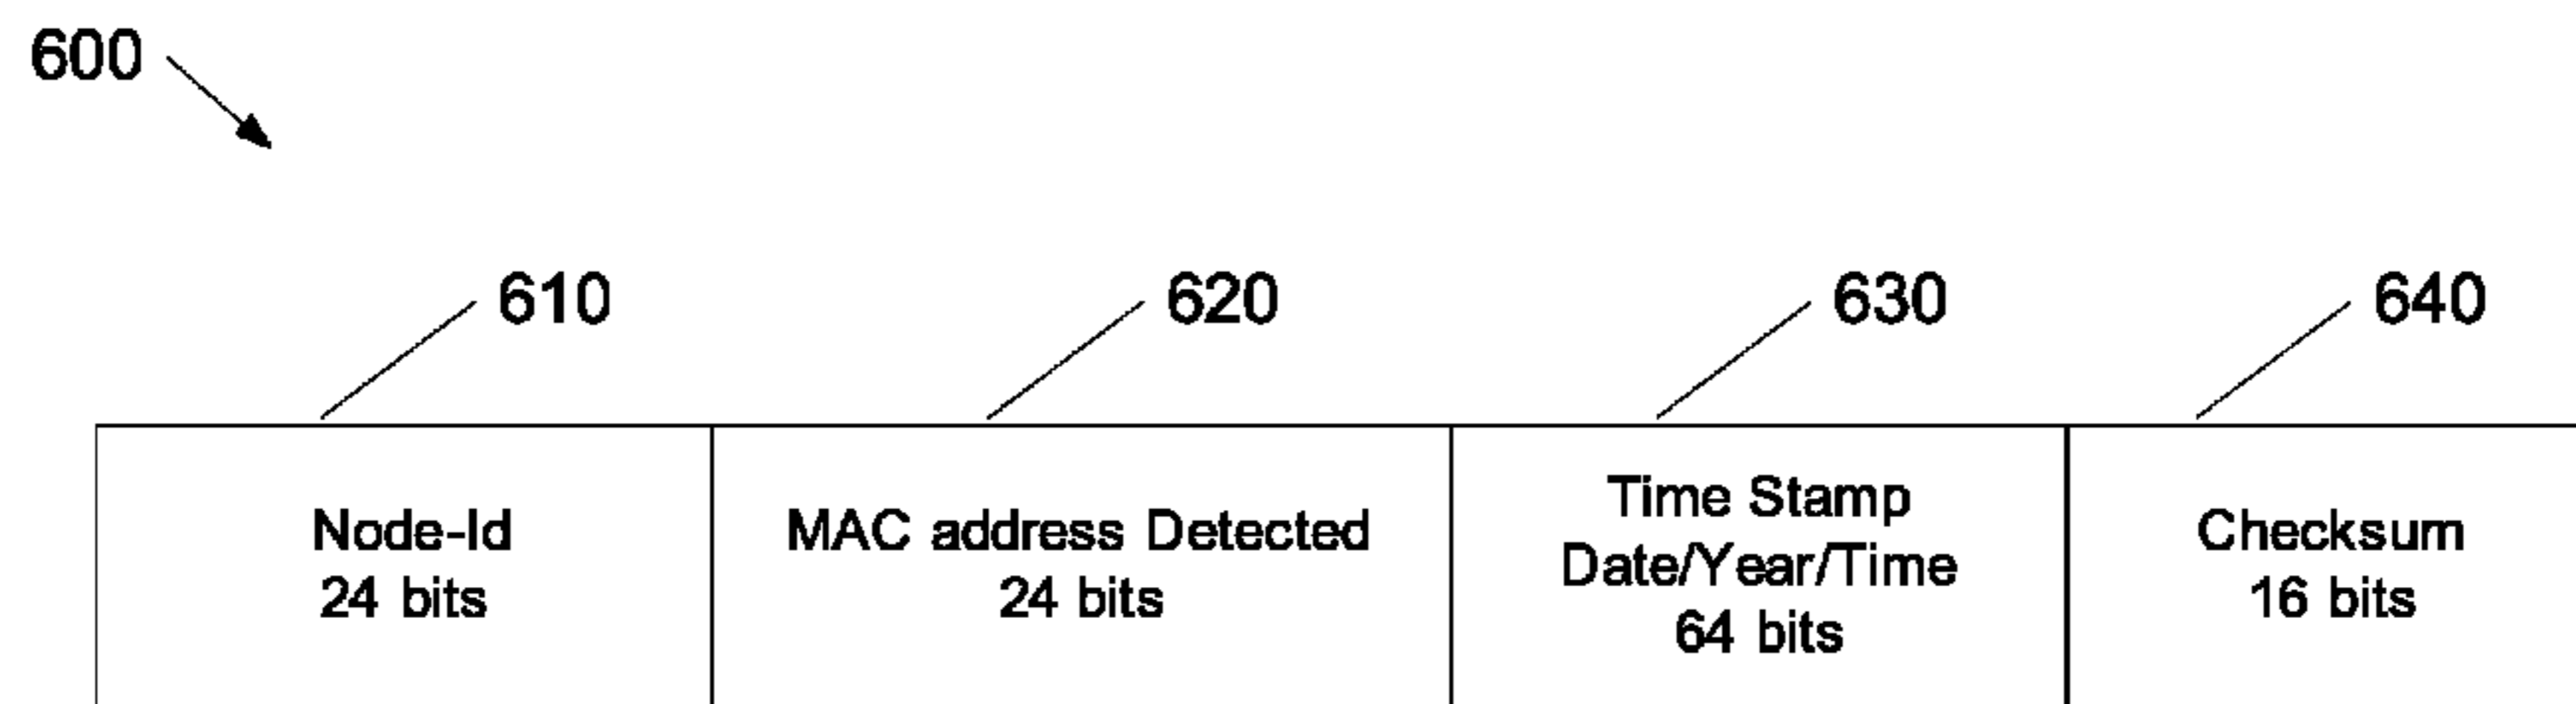 600
610
620
630
640
Node-Id
24 bits
MAC address Detected
24 bits
Time Stamp
Date/Year/Time
64 bits
Checksum
16 bits